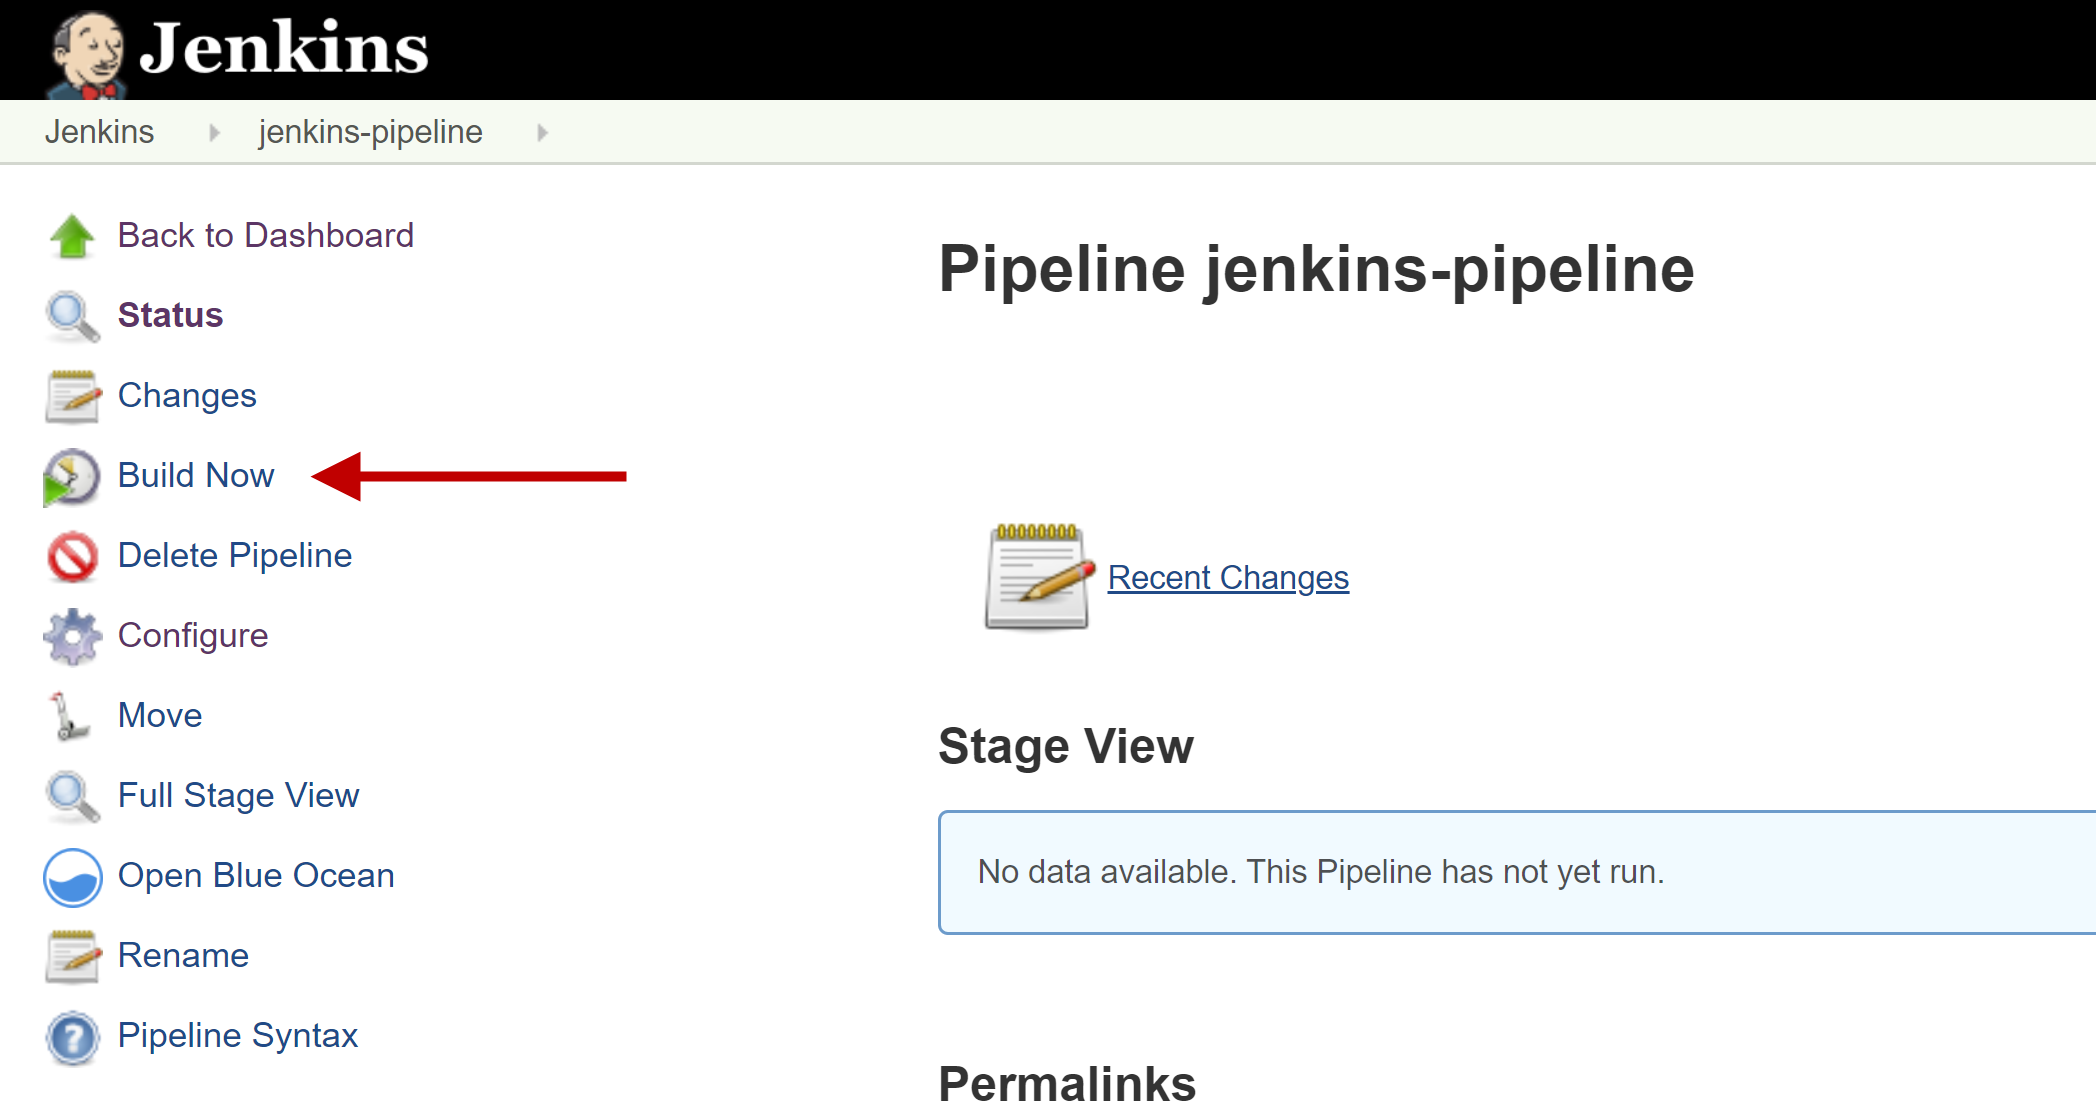 Jenkins
Jenkins jenkins-pipeline
Back to Dashboard
Status
Changes
Build Now
Delete Pipeline
Configure
Move
Full Stage View
Open Blue Ocean
Rename
Pipeline Syntax
Pipeline jenkins-pipeline
Recent Changes
Stage View
No data available. This Pipeline has not yet run.
Permalinks